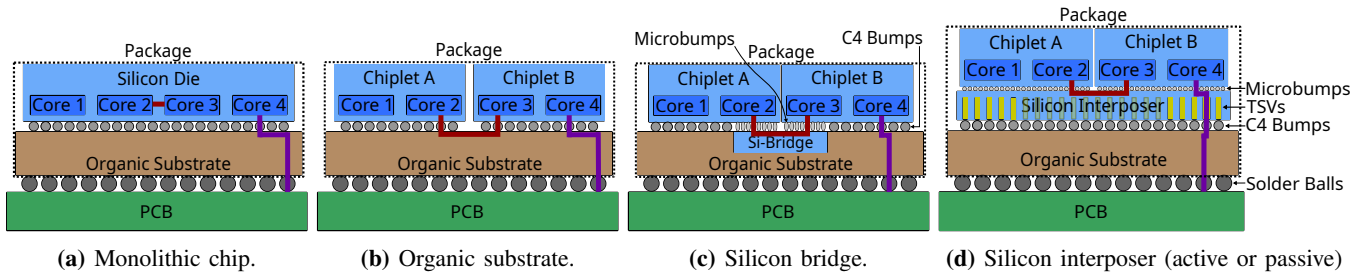 Package
Silicon Die
Core 1 Core 2 Core 3 Core 4
Organic Substrate
PCB
(a) Monolithic chip.
Package
Chiplet A Chiplet B
Core 1 Core 2 Core 3 Core 4
Organic Substrate
PCB
(b) Organic substrate.
Microbumps C4 Bumps
Package
Chiplet A Chiplet B
Core 1 Core 2 Core 3 Core 4
Si-Bridge
Organic Substrate
PCB
(c) Silicon bridge.
Package
Chiplet A Chiplet B
Core 1 Core 2 Core 3 Core 4
Microbumps
Silicon Interposer TSVs
C4 Bumps
Organic Substrate
Solder Balls
PCB
(d) Silicon interposer (active or passive)